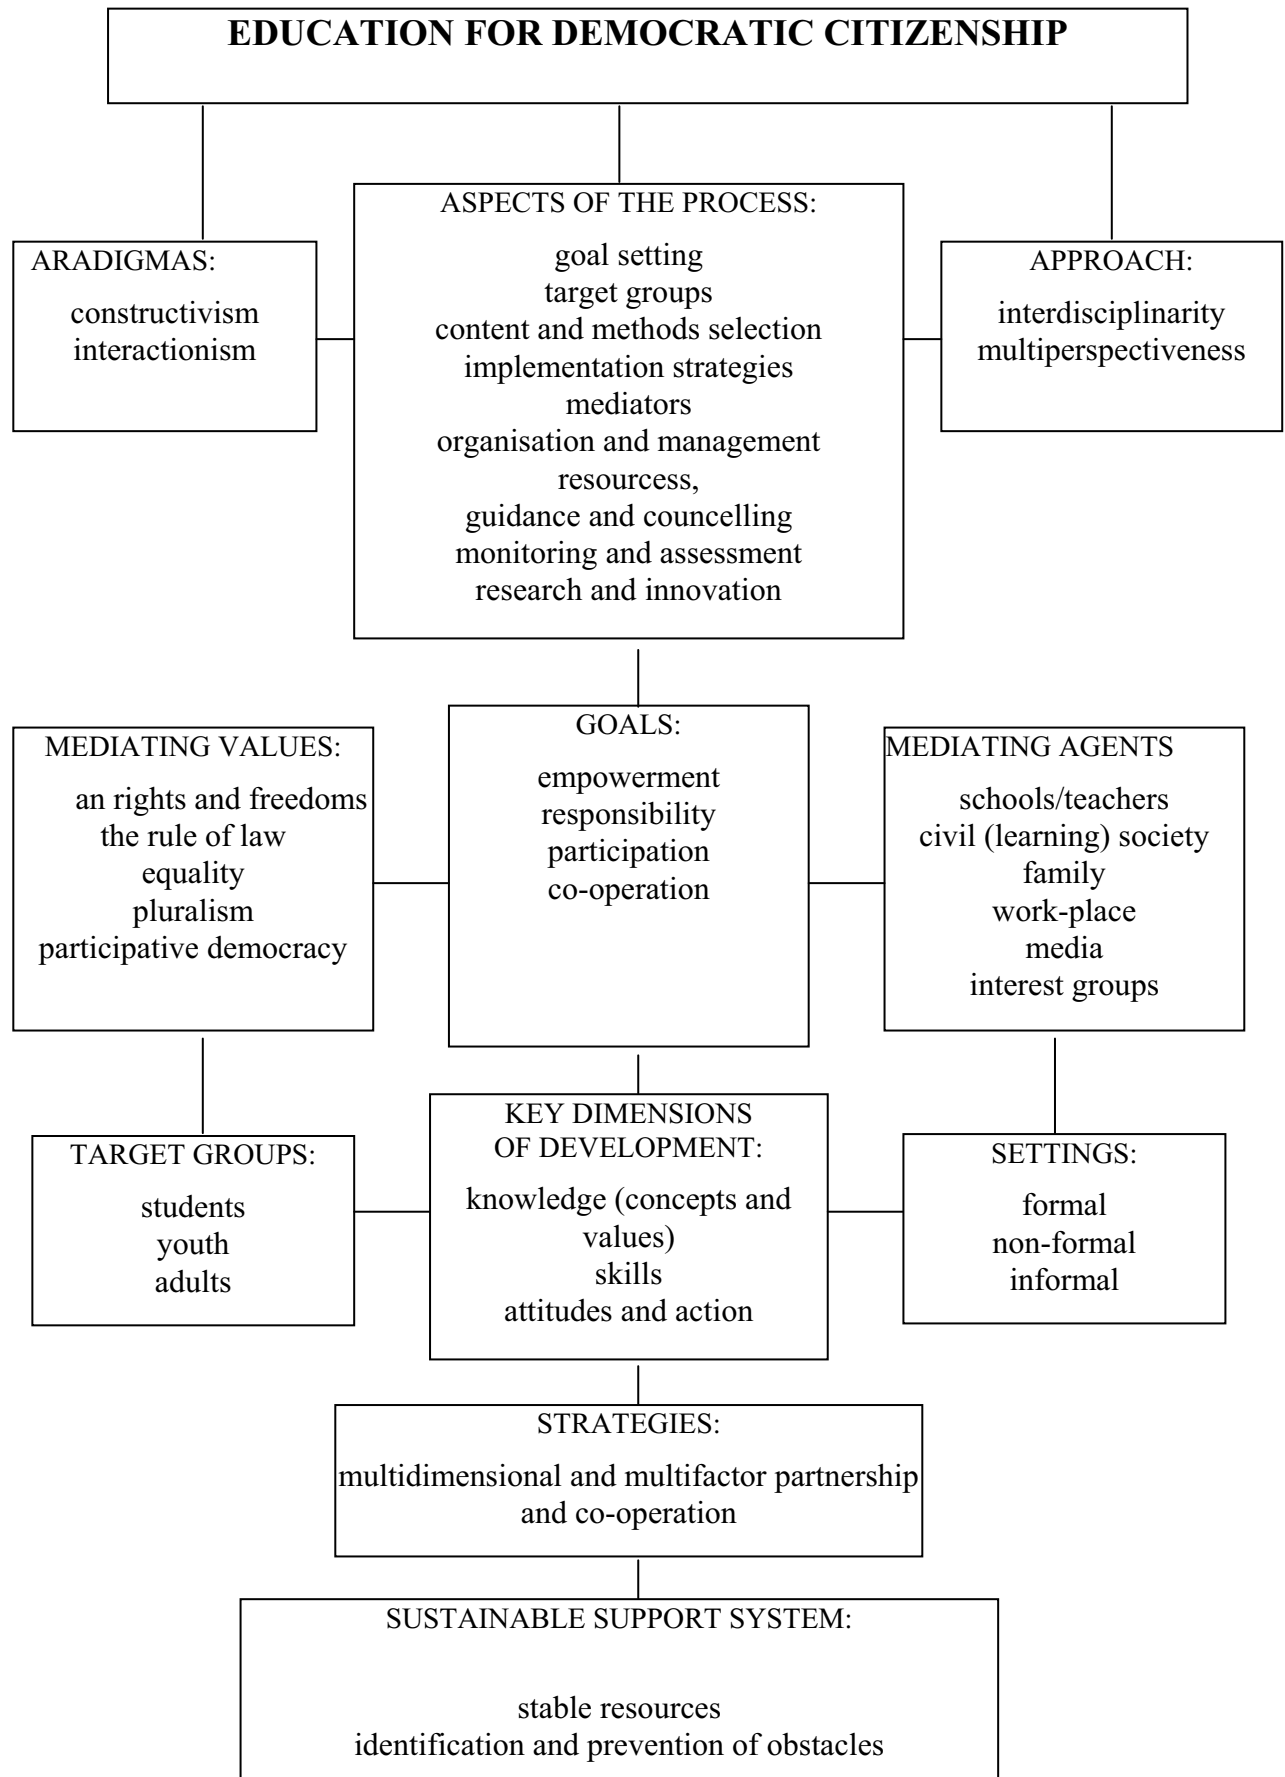 EDUCATION FOR DEMOCRATIC CITIZENSHIP
ASPECTS OF THE PROCESS:
goal setting
target groups
content and methods selection
implementation strategies
mediators
organisation and management
resourcess,
guidance and councelling
monitoring and assessment
research and innovation
ARADIGMAS:
constructivism
interactionism
APPROACH:
interdisciplinarity
multiperspectiveness
MEDIATING VALUES:
an rights and freedoms
the rule of law
equality
pluralism
participative democracy
GOALS:
empowerment
responsibility
participation
co-operation
MEDIATING AGENTS
schools/teachers
civil (learning) society
family
work-place
media
interest groups
TARGET GROUPS:
students
youth
adults
KEY DIMENSIONS
OF DEVELOPMENT:
knowledge (concepts and
values)
skills
attitudes and action
SETTINGS:
formal
non-formal
informal
STRATEGIES:
multidimensional and multifactor partnership
and co-operation
SUSTAINABLE SUPPORT SYSTEM:
stable resources
identification and prevention of obstacles